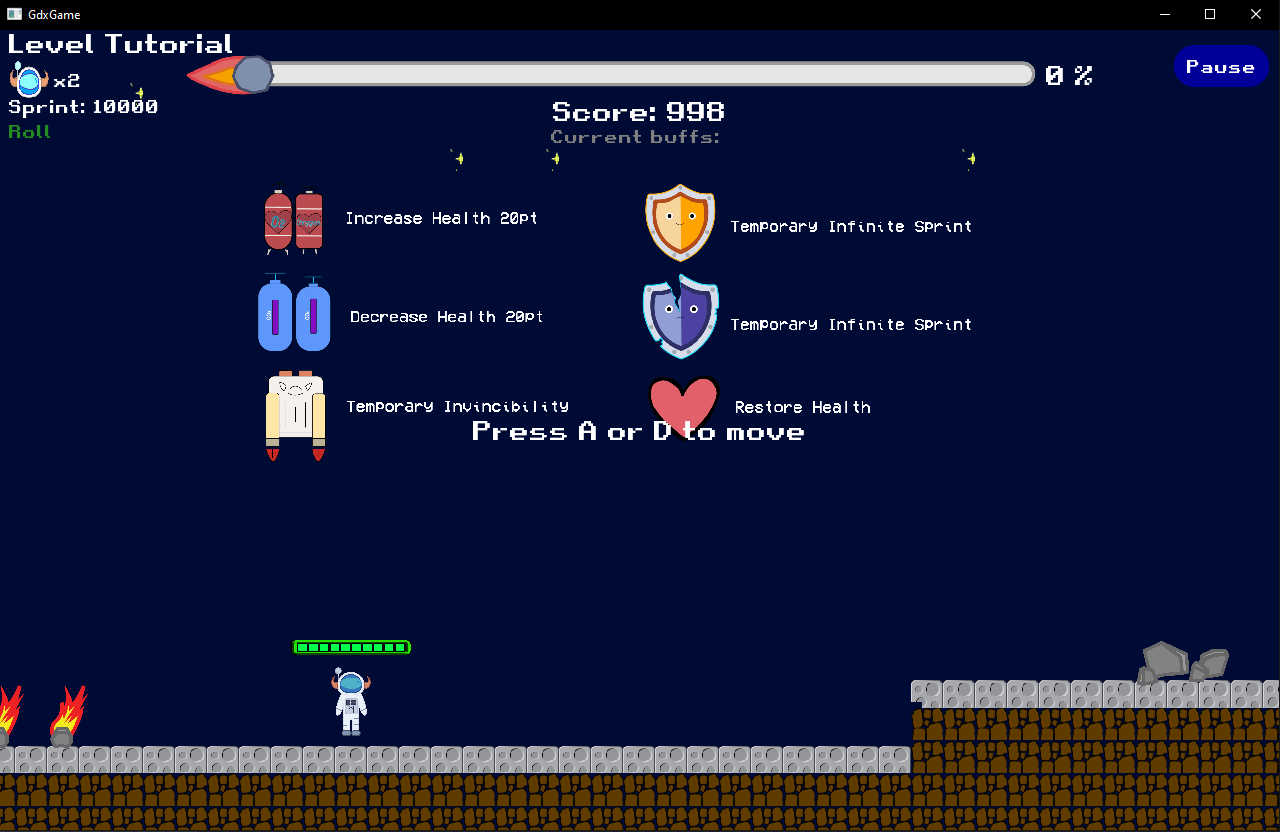 GdxGame
Level Tutorial
x2
0 %
Pause
Sprint: 10000
Score: 998
Roll
Current buffs:
Increase Health 20pt
Temporary Infinite Sprint
Decrease Health 20pt
Temporary Infinite Sprint
Temporary Invincibility
Restore Health
Press A or D to move